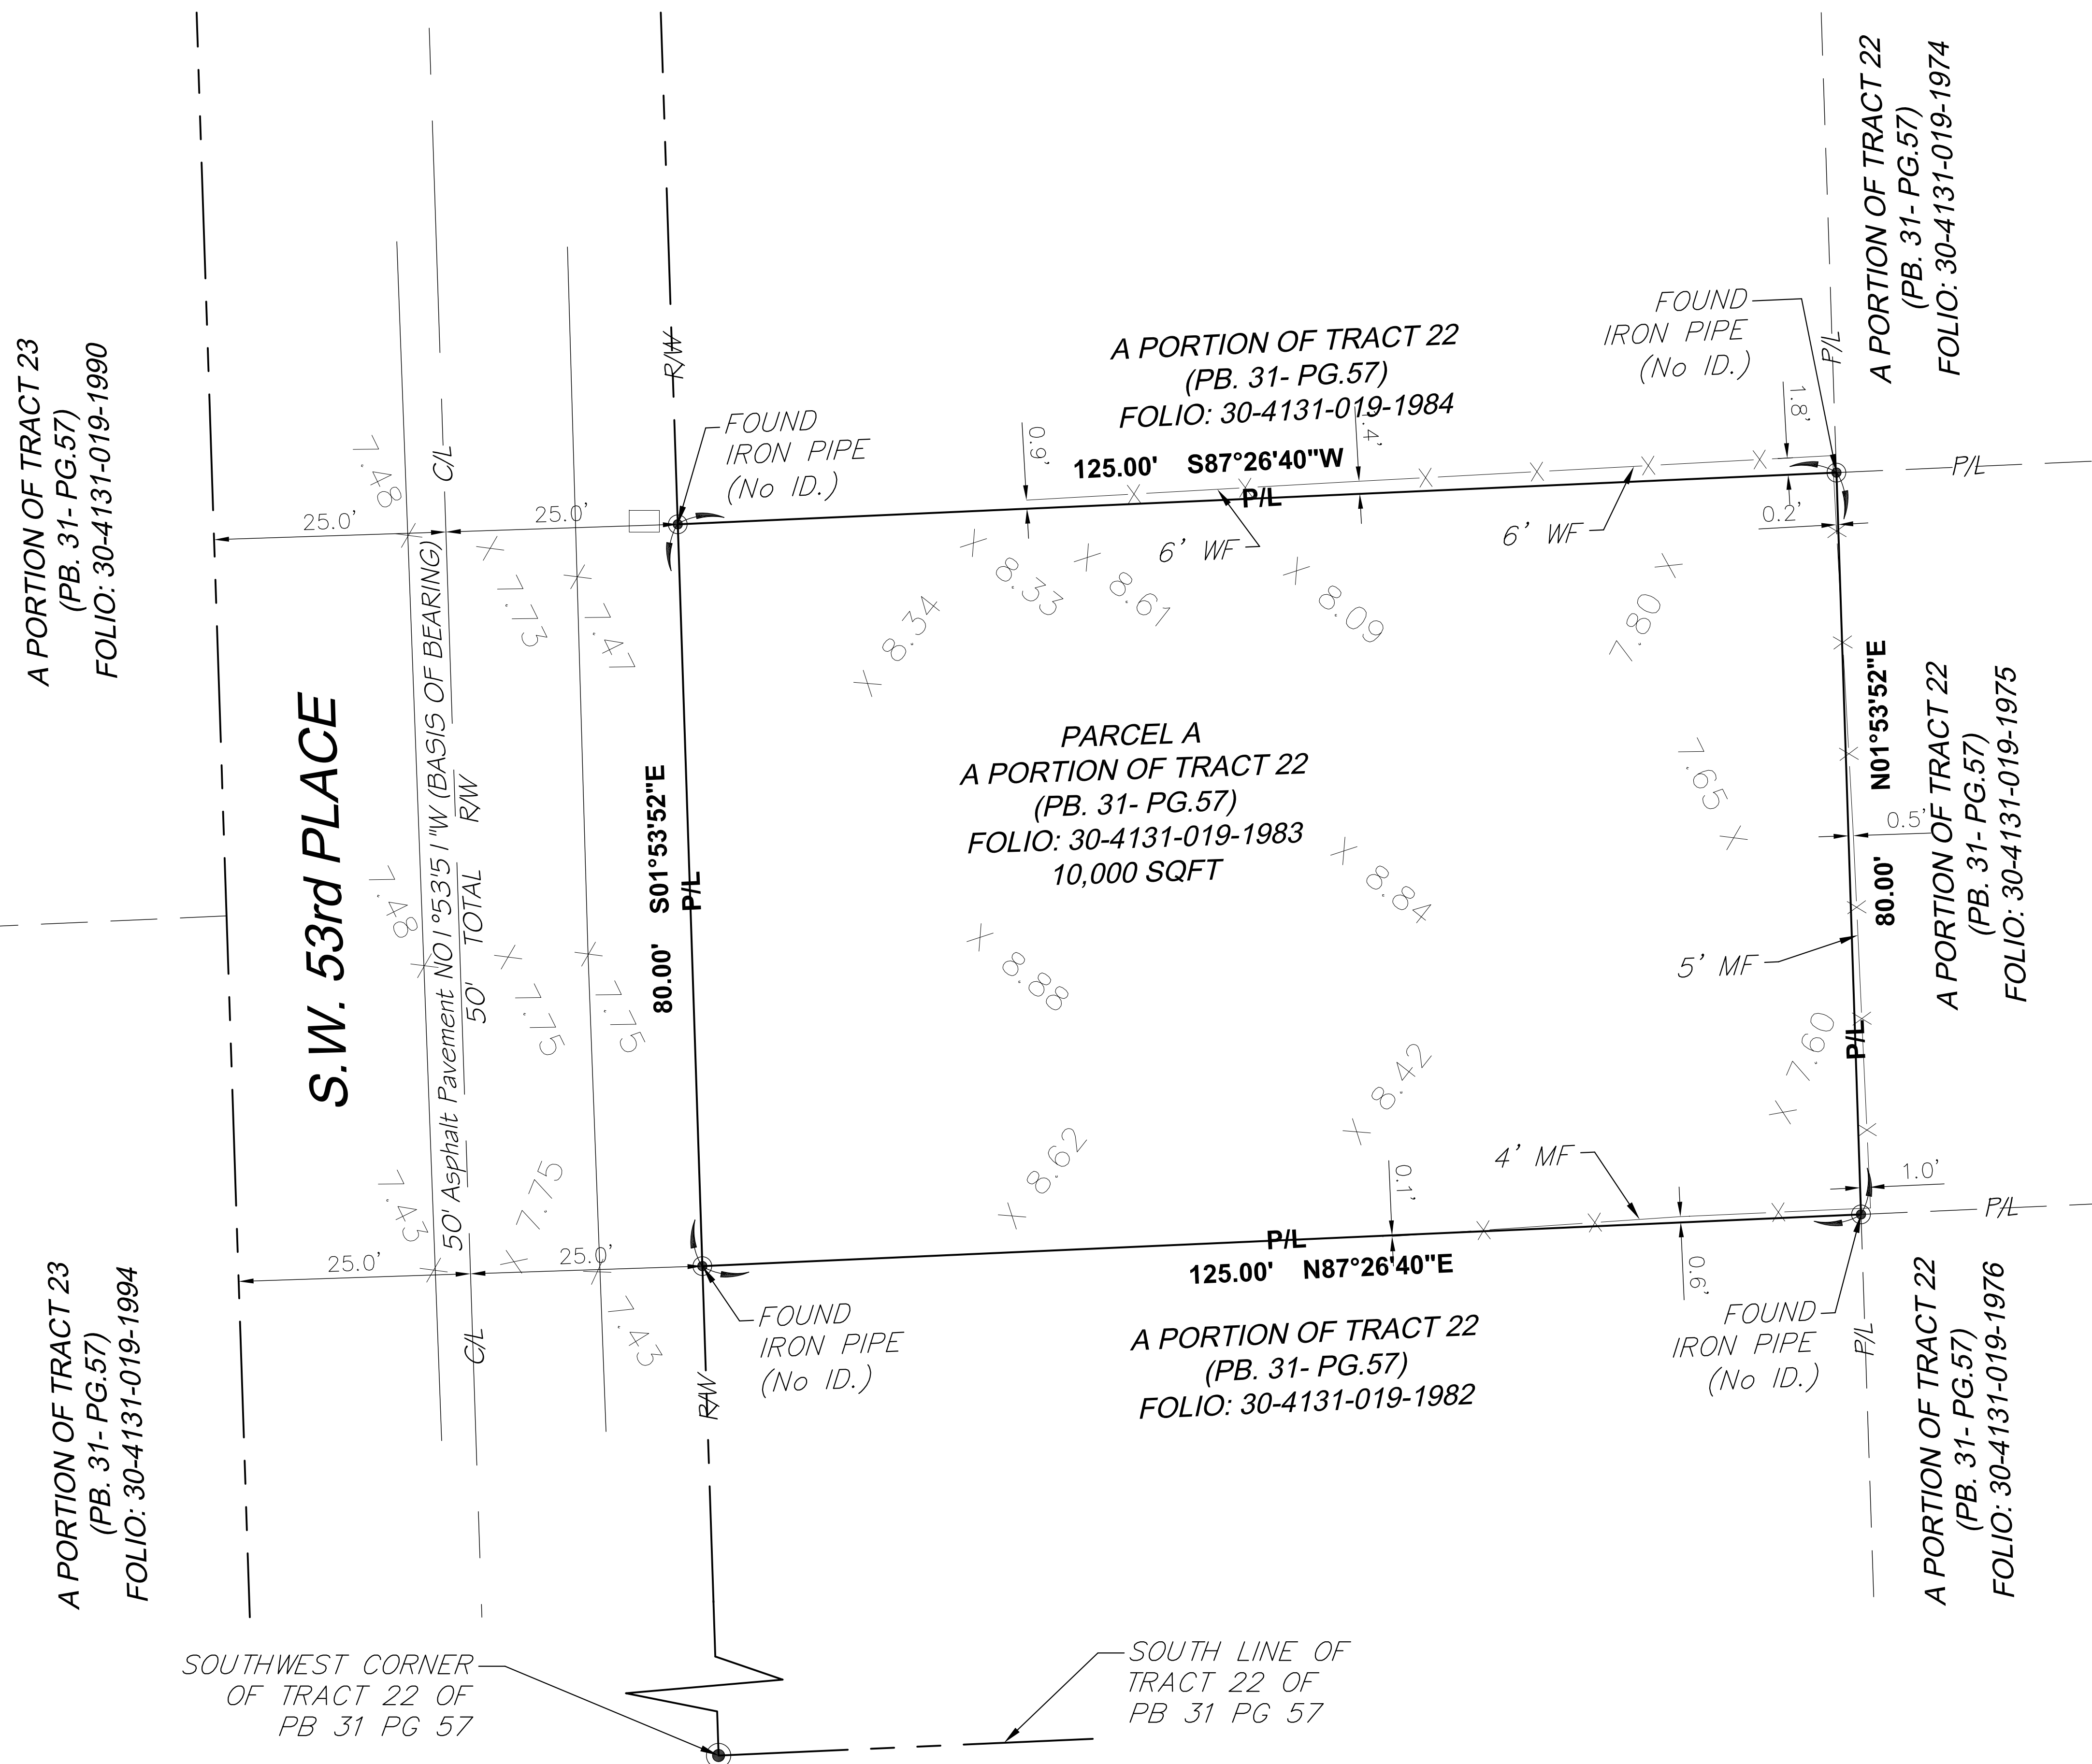 A PORTION OF TRACT 23
(PB. 31- PG.57)
FOLIO: 30-4131-019-1990
A PORTION OF TRACT 23
(PB. 31- PG.57)
FOLIO: 30-4131-019-1994
S.W. 53rd PLACE
50' Asphalt Pavement N01°53'51"W (BASIS OF BEARING)
50' TOTAL R/W
C/L
C/L
R/W
R/W
25.0'
25.0'
25.0'
25.0'
7.48
7.73
7.47
7.48
7.75
7.75
7.43
7.75
7.43
FOUND
IRON PIPE
(No ID.)
A PORTION OF TRACT 22
(PB. 31- PG.57)
FOLIO: 30-4131-019-1984
125.00' S87°26'40"W
P/L
0.9'
1.8'
6' WF
6' WF
FOUND
IRON PIPE
(No ID.)
P/L
P/L
A PORTION OF TRACT 22
(PB. 31- PG.57)
FOLIO: 30-4131-019-1974
0.2'
8.34
8.33
8.61
8.09
7.80
PARCEL A
A PORTION OF TRACT 22
(PB. 31- PG.57)
FOLIO: 30-4131-019-1983
10,000 SQFT
80.00' S01°53'52"E
P/L
7.65
8.84
8.88
8.42
8.62
7.60
80.00' N01°53'52"E
P/L
0.5'
5' MF
A PORTION OF TRACT 22
(PB. 31- PG.57)
FOLIO: 30-4131-019-1975
4' MF
0.1'
0.6'
1.0'
P/L
P/L
P/L
125.00' N87°26'40"E
FOUND
IRON PIPE
(No ID.)
A PORTION OF TRACT 22
(PB. 31- PG.57)
FOLIO: 30-4131-019-1982
FOUND
IRON PIPE
(No ID.)
A PORTION OF TRACT 22
(PB. 31- PG.57)
FOLIO: 30-4131-019-1976
SOUTHWEST CORNER
OF TRACT 22 OF
PB 31 PG 57
SOUTH LINE OF
TRACT 22 OF
PB 31 PG 57